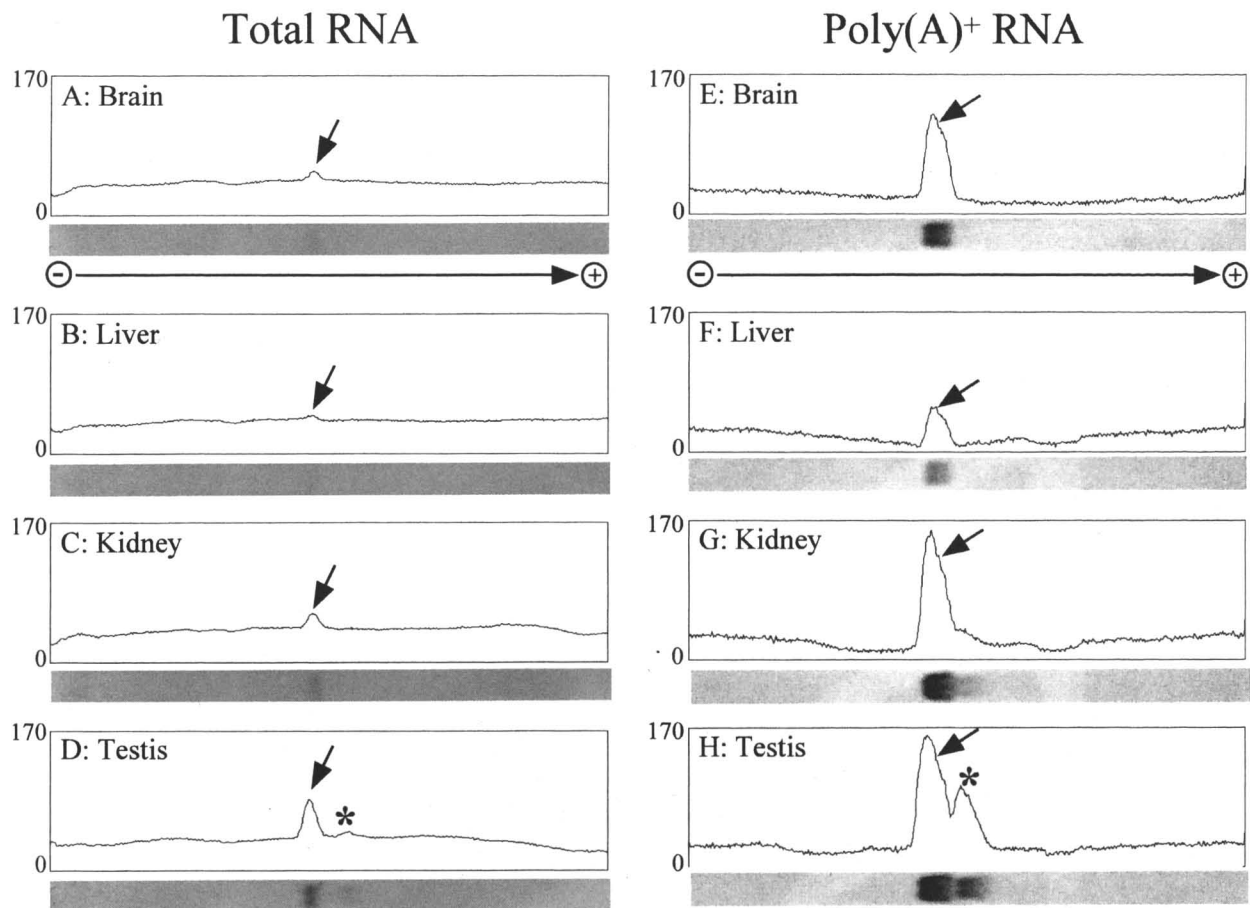 Total RNA
170
A: Brain
0
- +
170
B: Liver
0
170
C: Kidney
0
170
D: Testis
*
0
Poly(A)+ RNA
170
E: Brain
0
- +
170
F: Liver
0
170
G: Kidney
0
170
H: Testis
*
0